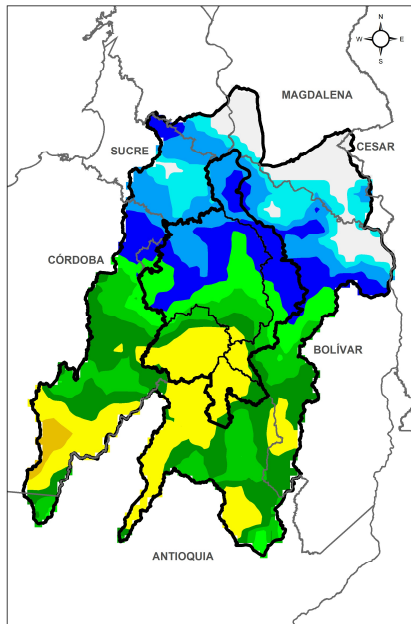 N
W E
S
MAGDALENA
SUCRE
CESAR
CÓRDOBA
BOLÍVAR
ANTIOQUIA